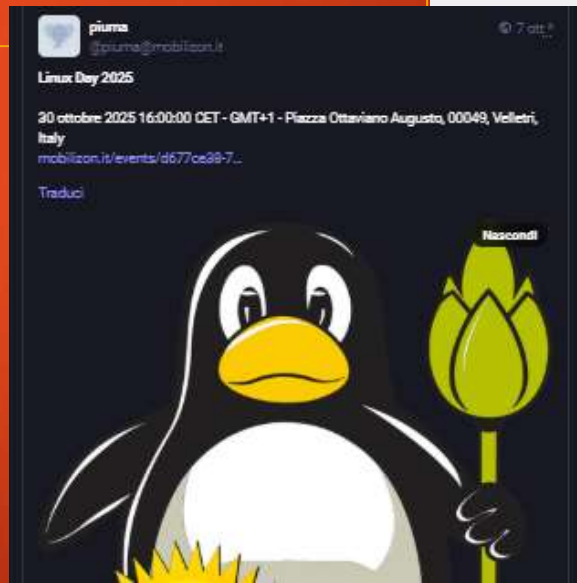 piuma
7 ott.*
@piuma@mobilizon.it
Linux Day 2025
30 ottobre 2025 16:00:00 CET - GMT+1 - Piazza Ottaviano Augusto, 00049, Velletri,
Italy
mobilizon.it/events/d677ce38-7...
Traduci
Nascondi